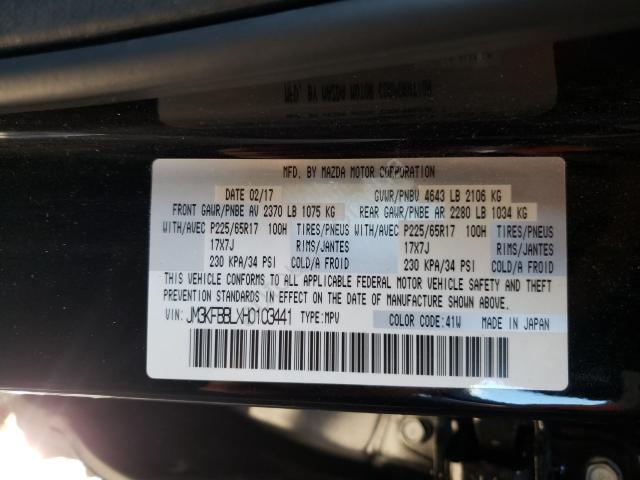 MFD. BY MAZDA MOTOR CORPORATION
DATE 02/17 GVWR/PNBV 4643 LB 2106 KG
FRONT GAWR/PNBE AV 2370 LB 1075 KG REAR GAWR/PNBE AR 2280 LB 1034 KG
WITH/AVEC P225/65R17 100H TIRES/PNEUS WITH/AVEC P225/65R17 100H TIRES/PNEUS
17X7J RIMS/JANTES 17X7J RIMS/JANTES
230 KPA/34 PSI COLD/A FROID 230 KPA/34 PSI COLD/A FROID
THIS VEHICLE CONFORMS TO ALL APPLICABLE FEDERAL MOTOR VEHICLE SAFETY AND THEFT
PREVENTION STANDARDS IN EFFECT ON THE DATE OF MANUFACTURE SHOWN ABOVE.
VIN: JM3KFBBLXH0103441 TYPE:MPV COLOR CODE:41W MADE IN JAPAN